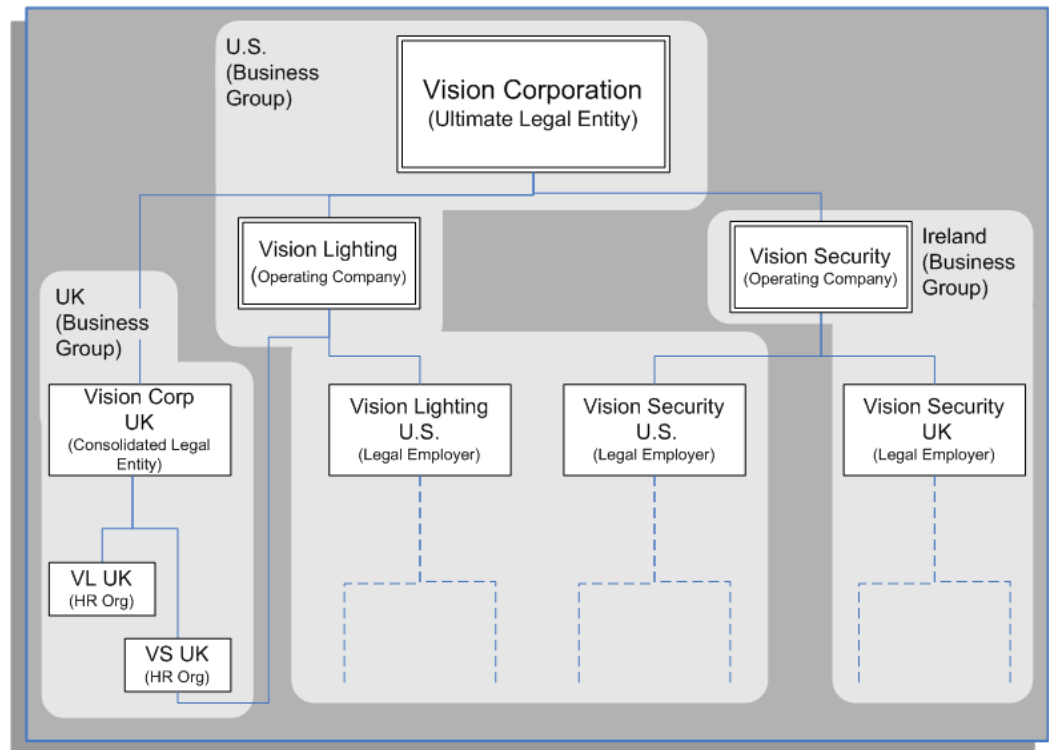 U.S.
(Business
Group)
Vision Corporation
(Ultimate Legal Entity)
Vision Lighting
(Operating Company)
Vision Security
(Operating Company)
Ireland
(Business
Group)
UK
(Business
Group)
Vision Corp
UK
(Consolidated Legal
Entity)
Vision Lighting
U.S.
(Legal Employer)
Vision Security
U.S.
(Legal Employer)
Vision Security
UK
(Legal Employer)
VL UK
(HR Org)
VS UK
(HR Org)